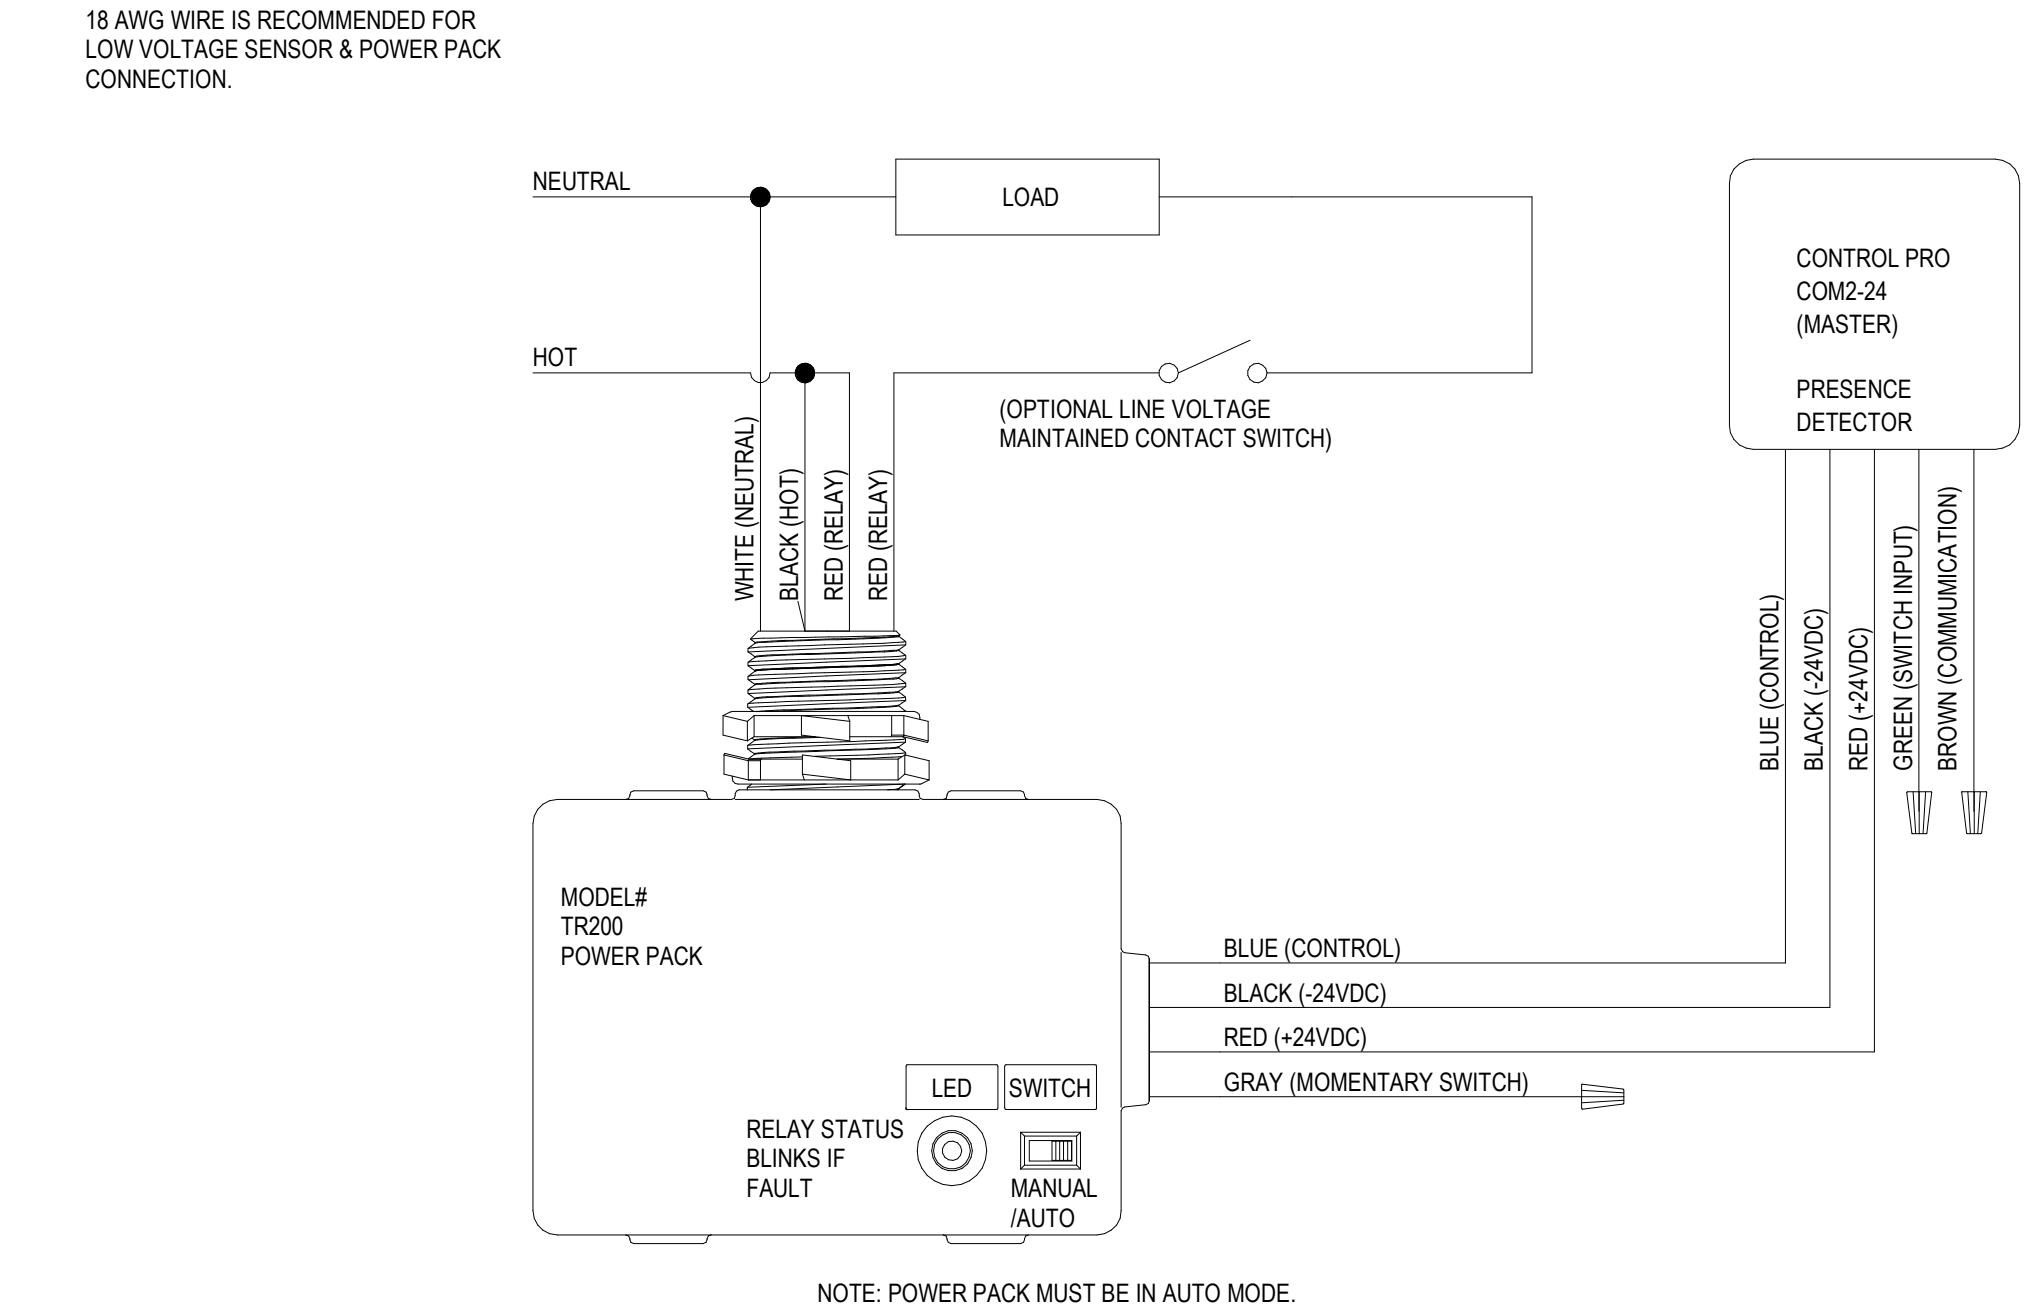 18 AWG WIRE IS RECOMMENDED FOR
LOW VOLTAGE SENSOR & POWER PACK
CONNECTION.
NEUTRAL
LOAD
HOT
(OPTIONAL LINE VOLTAGE
MAINTAINED CONTACT SWITCH)
CONTROL PRO
COM2-24
(MASTER)
PRESENCE
DETECTOR
WHITE (NEUTRAL)
BLACK (HOT)
RED (RELAY)
RED (RELAY)
BLUE (CONTROL)
BLACK (-24VDC)
RED (+24VDC)
GREEN (SWITCH INPUT)
BROWN (COMMUMICATION)
MODEL#
TR200
POWER PACK
BLUE (CONTROL)
BLACK (-24VDC)
RED (+24VDC)
GRAY (MOMENTARY SWITCH)
LED
SWITCH
RELAY STATUS
BLINKS IF
FAULT
MANUAL
/AUTO
NOTE: POWER PACK MUST BE IN AUTO MODE.